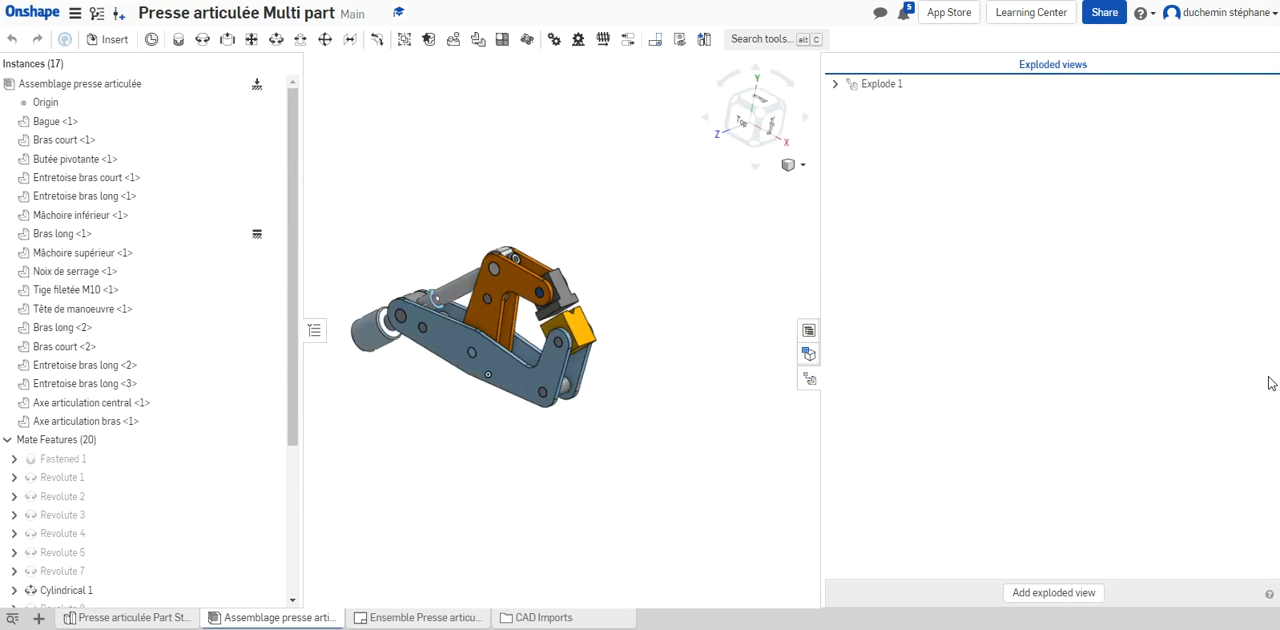 Onshape Presse articulée Multi part Main 5 App Store Learning Center Share duchemin stéphane
Insert Search tools... alt C
Instances (17)
Assemblage presse articulée
Origin
Bague <1>
Bras court <1>
Butée pivotante <1>
Entretoise bras court <1>
Entretoise bras long <1>
Mâchoire inférieur <1>
Bras long <1>
Mâchoire supérieur <1>
Noix de serrage <1>
Tige filetée M10 <1>
Tête de manoeuvre <1>
Bras long <2>
Bras court <2>
Entretoise bras long <2>
Entretoise bras long <3>
Axe articulation central <1>
Axe articulation bras <1>
Mate Features (20)
Fastened 1
Revolute 1
Revolute 2
Revolute 3
Revolute 4
Revolute 5
Revolute 7
Cylindrical 1
Y
Top
Z
X
Exploded views
Explode 1
Add exploded view
Presse articulée Part St... Assemblage presse arti... Ensemble Presse articu... CAD Imports